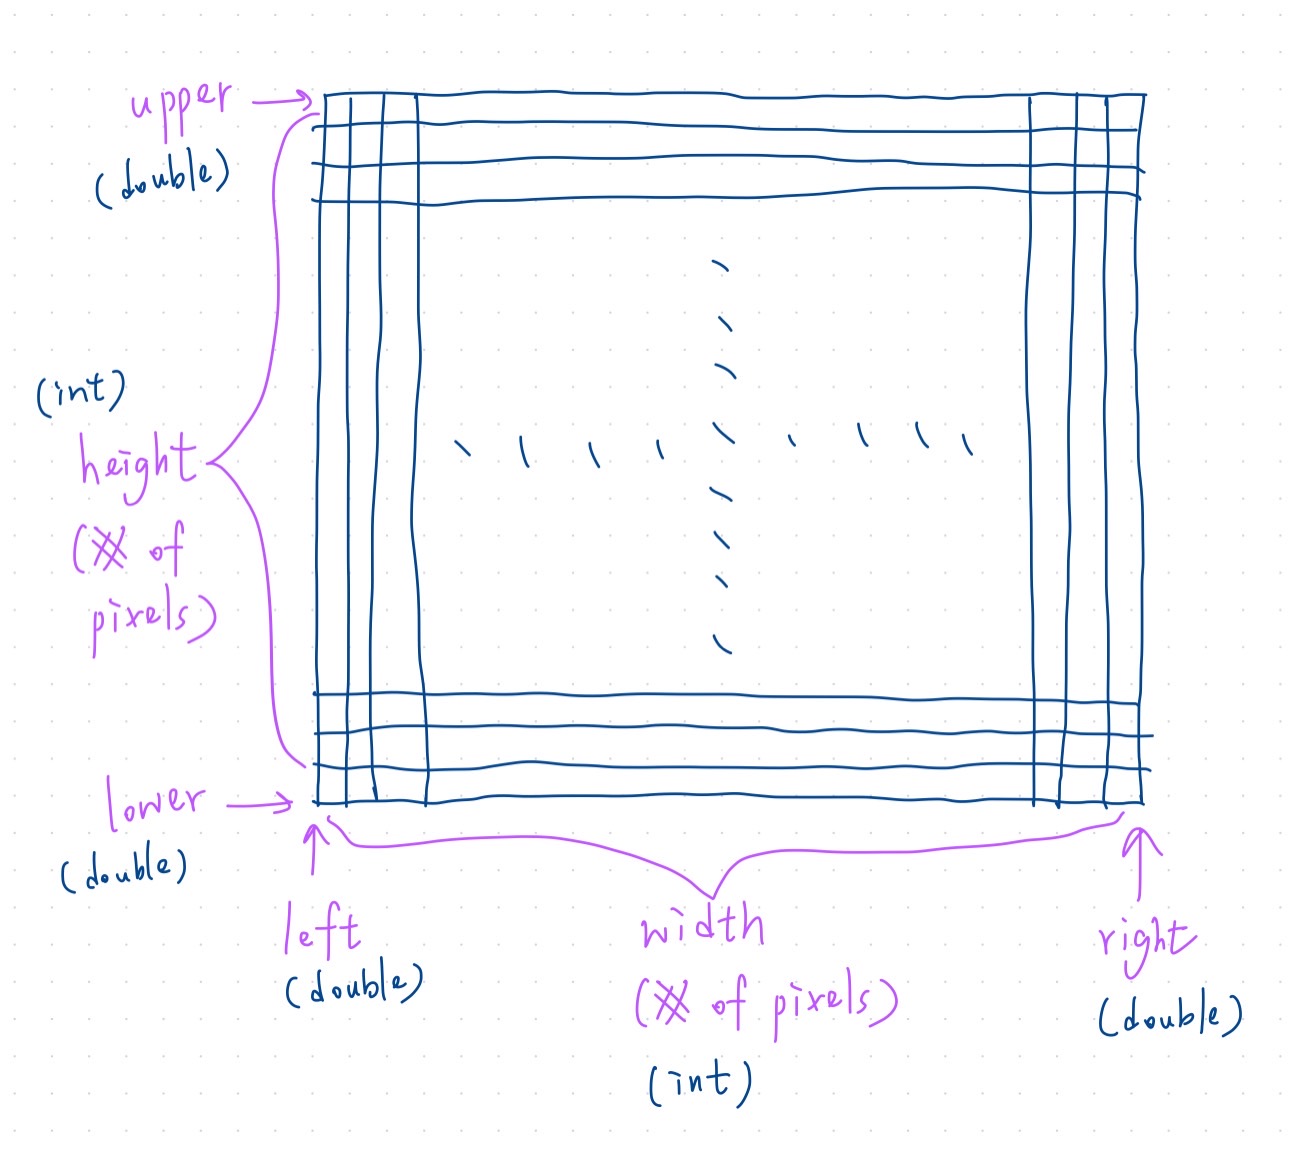 upper
(double)
(int)
height
(# of
pixels)
lower
(double)
left
(double)
width
(# of pixels)
(int)
right
(double)